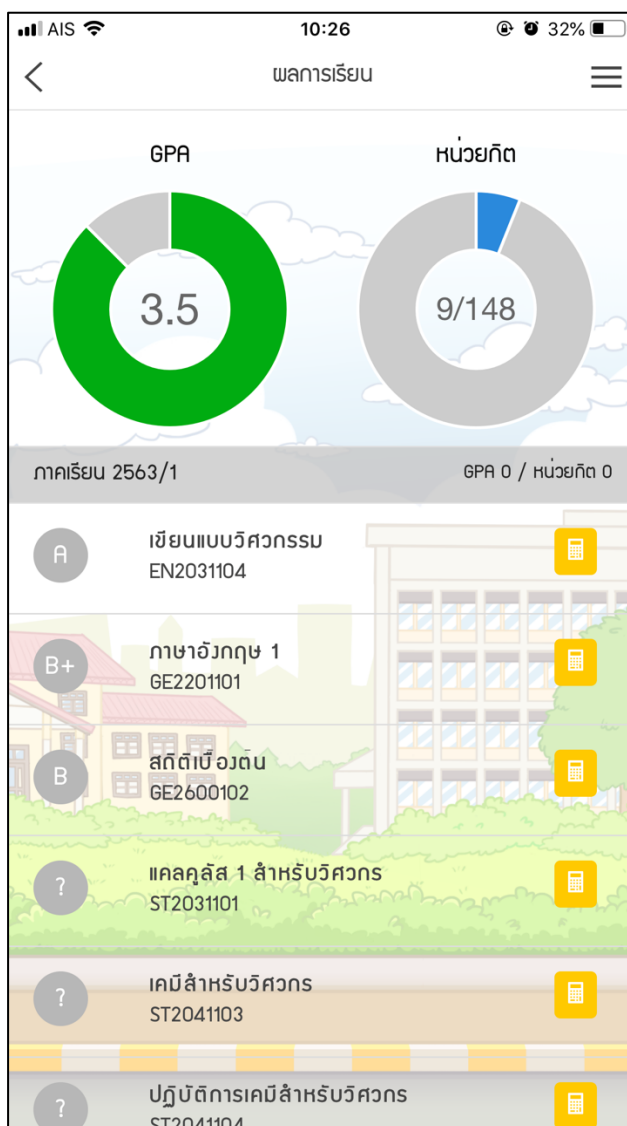 AIS 10:26 32%
ผลการเรียน
GPA หน่วยกิต
3.5 9/148
ภาคเรียน 2563/1 GPA 0 / หน่วยกิต 0
A เขียนแบบวิศวกรรม
EN2031104
B+ ภาษาอังกฤษ 1
GE2201101
B สถิติเบื้องต้น
GE2600102
? แคลคูลัส 1 สำหรับวิศวกร
ST2031101
? เคมีสำหรับวิศวกร
ST2041103
? ปฏิบัติการเคมีสำหรับวิศวกร
ST2041104